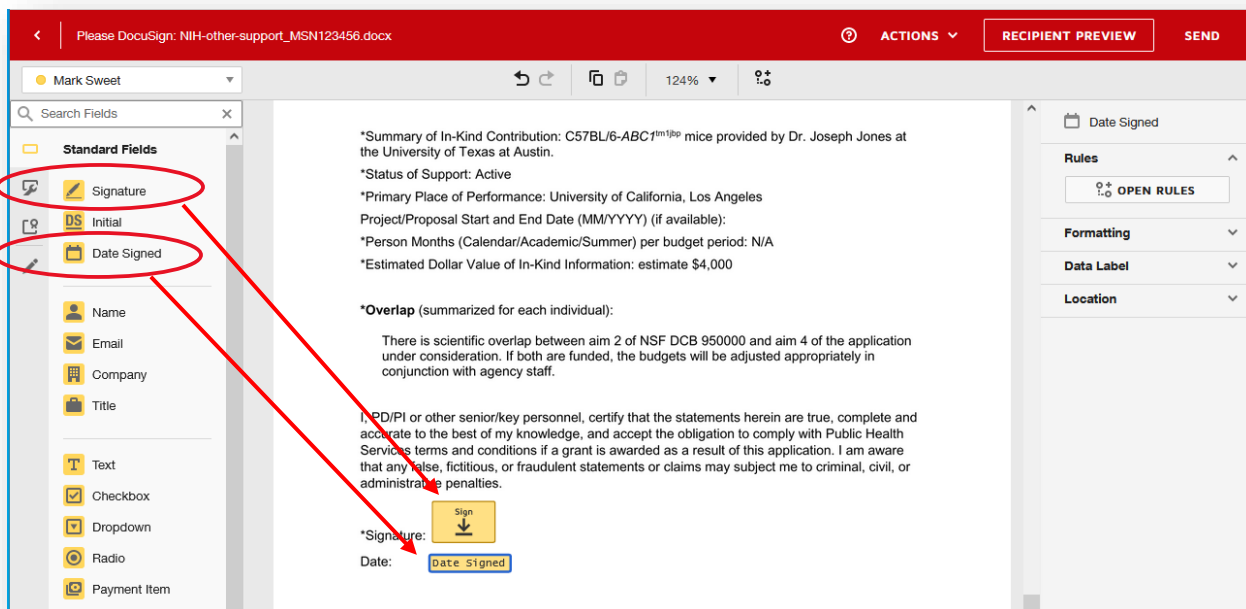 Please DocuSign: NIH-other-support_MSN123456.docx
ACTIONS
RECIPIENT PREVIEW
SEND
Mark Sweet
124%
Search Fields
Standard Fields
Signature
DS Initial
Date Signed
Name
Email
Company
Title
T Text
Checkbox
Dropdown
Radio
Payment Item
*Summary of In-Kind Contribution: C57BL/6-ABC1tm1jbp mice provided by Dr. Joseph Jones at
the University of Texas at Austin.
*Status of Support: Active
*Primary Place of Performance: University of California, Los Angeles
Project/Proposal Start and End Date (MM/YYYY) (if available):
*Person Months (Calendar/Academic/Summer) per budget period: N/A
*Estimated Dollar Value of In-Kind Information: estimate $4,000
*Overlap (summarized for each individual):
There is scientific overlap between aim 2 of NSF DCB 950000 and aim 4 of the application
under consideration. If both are funded, the budgets will be adjusted appropriately in
conjunction with agency staff.
I, PD/PI or other senior/key personnel, certify that the statements herein are true, complete and
accurate to the best of my knowledge, and accept the obligation to comply with Public Health
Services terms and conditions if a grant is awarded as a result of this application. I am aware
that any false, fictitious, or fraudulent statements or claims may subject me to criminal, civil, or
administrative penalties.
Sign
*Signature:
Date: Date Signed
Date Signed
Rules
OPEN RULES
Formatting
Data Label
Location